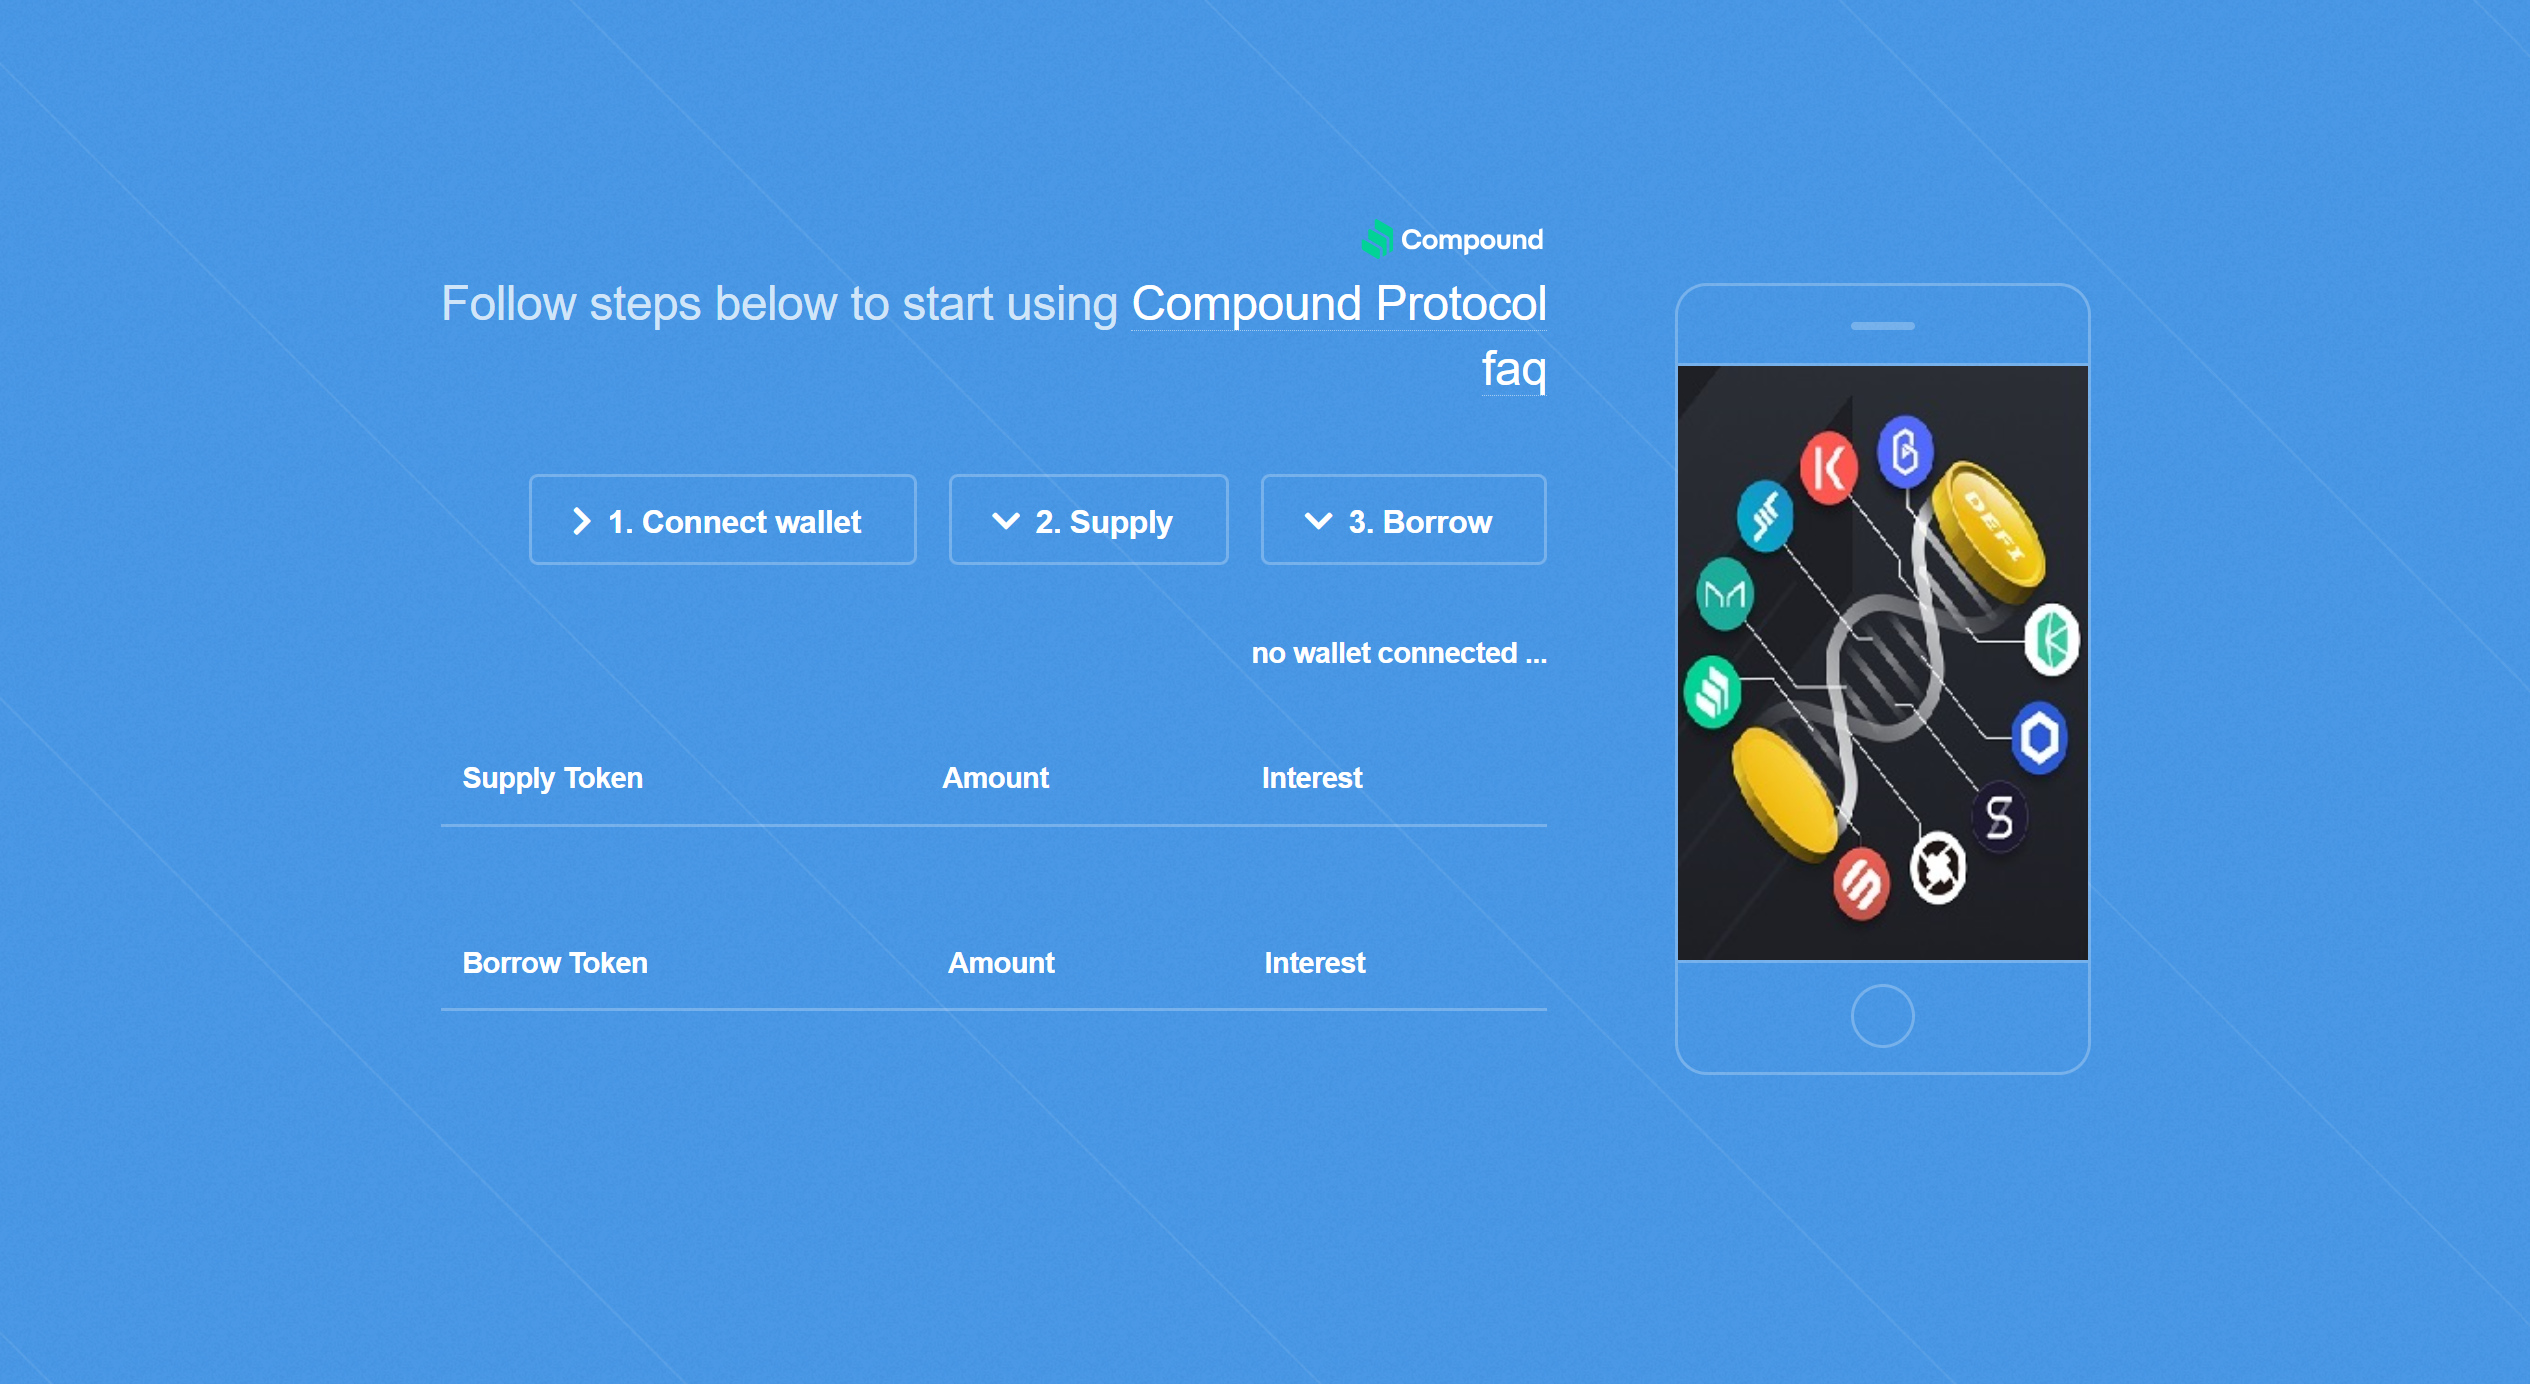 Compound
Follow steps below to start using Compound Protocol
faq
1. Connect wallet
2. Supply
3. Borrow
no wallet connected ...
Supply Token Amount Interest
Borrow Token Amount Interest
DEFI